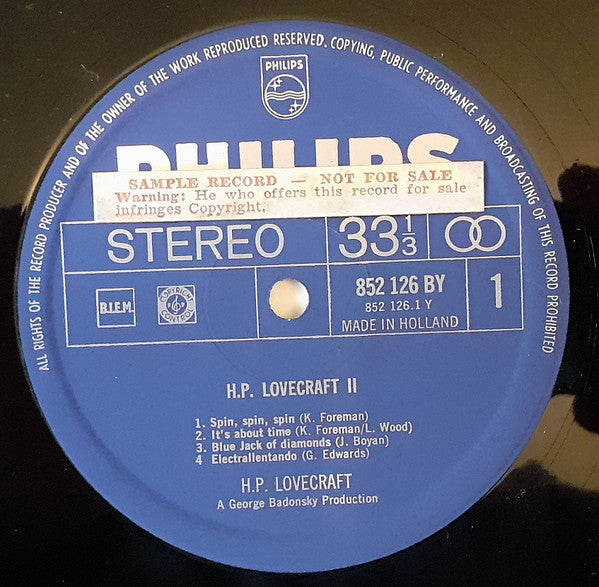 ALL RIGHTS OF THE RECORD PRODUCER AND OF THE OWNER OF THE WORK REPRODUCED RESERVED. COPYING, PUBLIC PERFORMANCE AND BROADCASTING OF THIS RECORD PROHIBITED
PHILIPS
PHILIPS
SAMPLE RECORD — NOT FOR SALE
Warning: He who offers this record for sale
infringes Copyright.
STEREO 33 1/3
B.I.E.M. COPYRIGHT CONTROL 852 126 BY 1
852 126.1 Y
MADE IN HOLLAND
H.P. LOVECRAFT II
1. Spin, spin, spin (K. Foreman)
2. It's about time (K. Foreman/L. Wood)
3. Blue Jack of diamonds (J. Boyan)
4 Electrallentando (G. Edwards)
H.P. LOVECRAFT
A George Badonsky Production